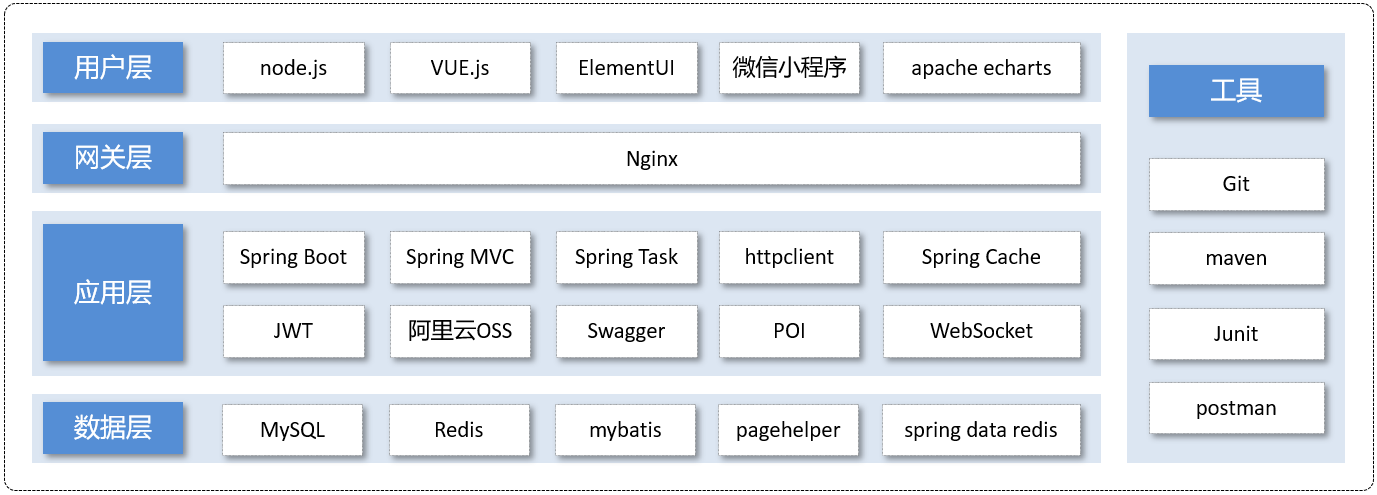 用户层
node.js
VUE.js
ElementUI
微信小程序
apache echarts
网关层
Nginx
应用层
Spring Boot
Spring MVC
Spring Task
httpclient
Spring Cache
JWT
阿里云OSS
Swagger
POI
WebSocket
数据层
MySQL
Redis
mybatis
pagehelper
spring data redis
工具
Git
maven
Junit
postman